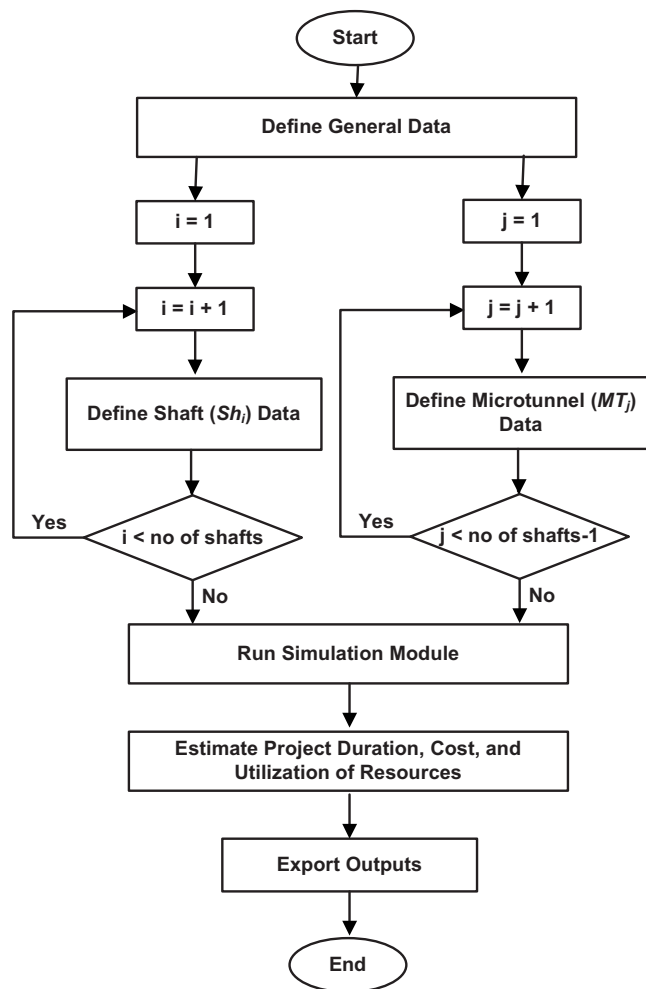 Start
Define General Data
i = 1
j = 1
i = i + 1
j = j + 1
Define Shaft (Shi) Data
Define Microtunnel (MTj)
Data
Yes
i < no of shafts
Yes
j < no of shafts-1
No
No
Run Simulation Module
Estimate Project Duration, Cost, and
Utilization of Resources
Export Outputs
End